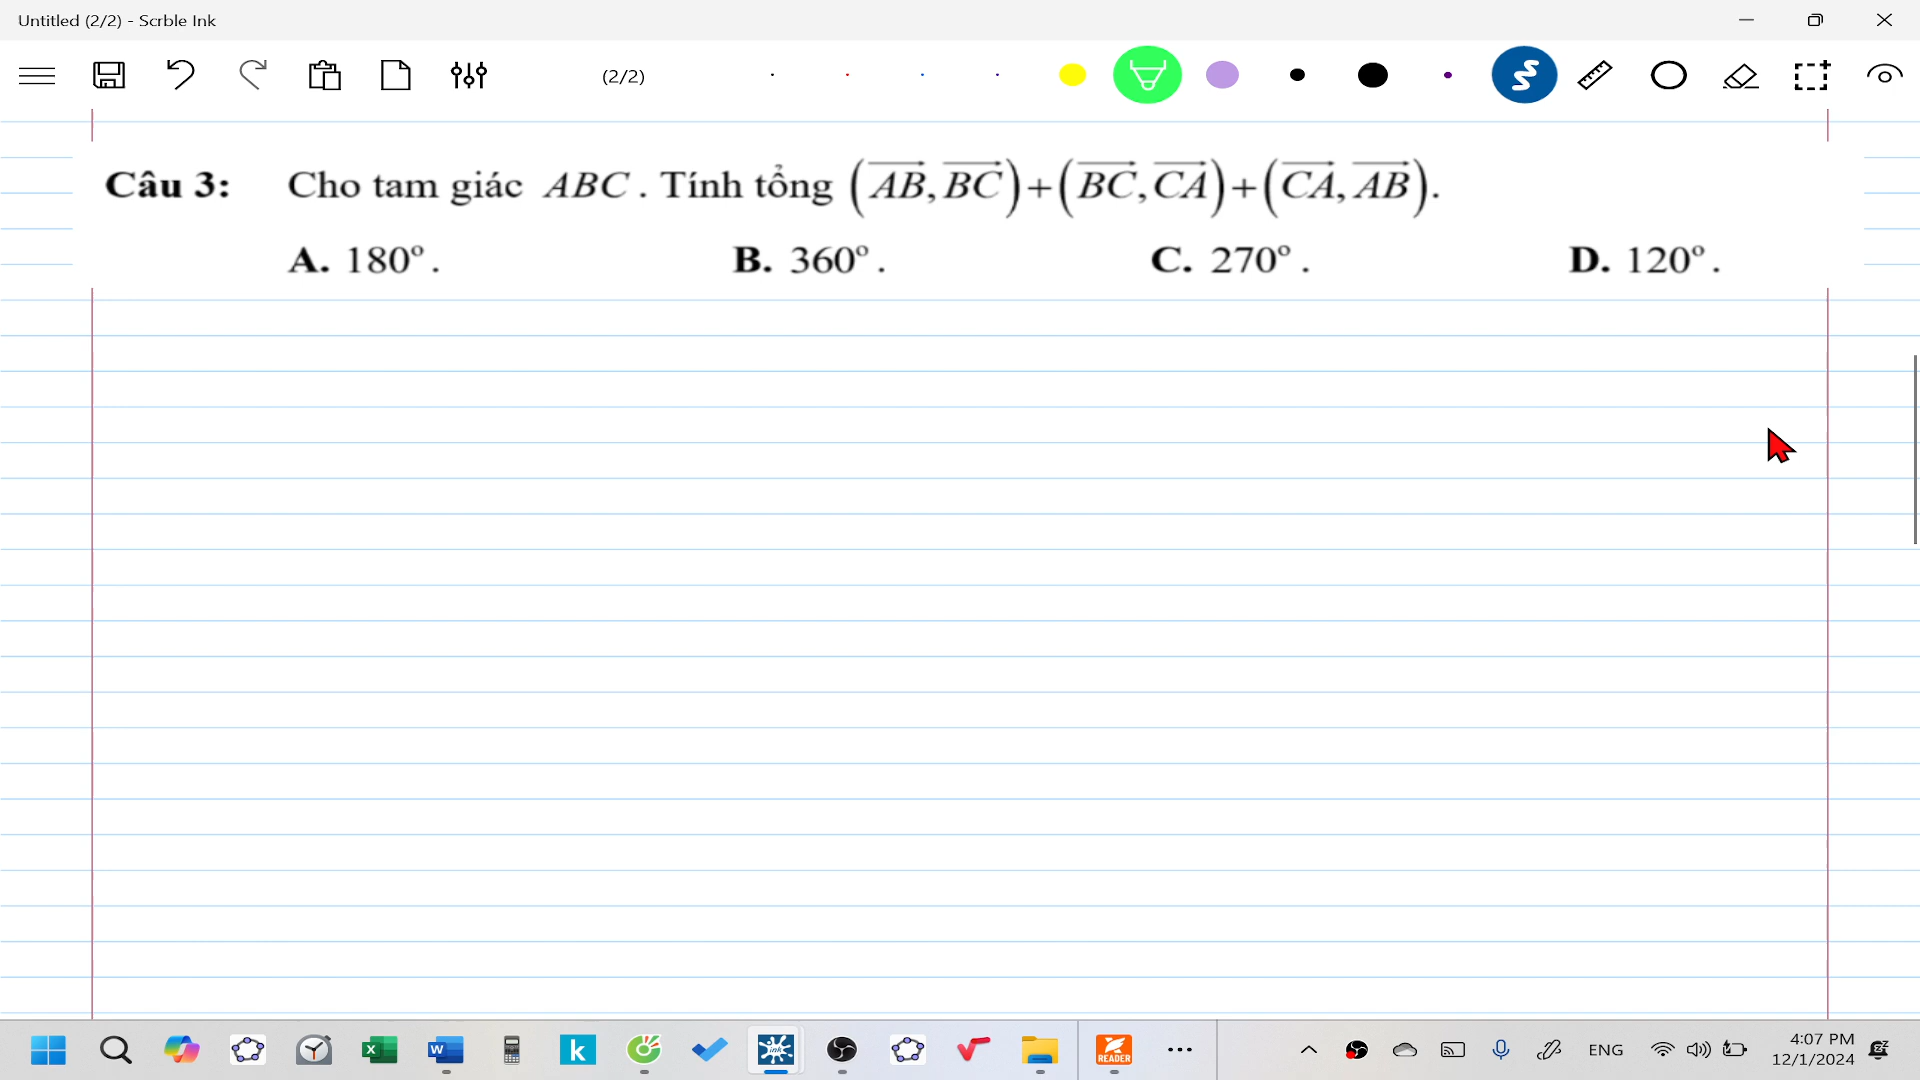 Untitled (2/2) - Scrble Ink
(2/2)
Câu 3: Cho tam giác ABC. Tính tổng (AB, BC)+(BC, CA)+(CA, AB).
A. 180°. B. 360°. C. 270°. D. 120°.
READER
ENG
4:07 PM
12/1/2024